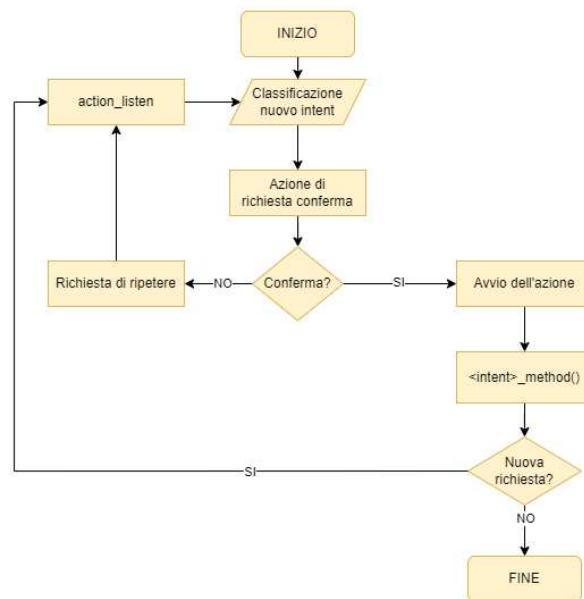 INIZIO
action_listen
Classificazione
nuovo intent
Azione di
richiesta conferma
Richiesta di ripetere
NO
Conferma?
SI
Avvio dell'azione
<intent>_method()
Nuova
richiesta?
SI
NO
FINE